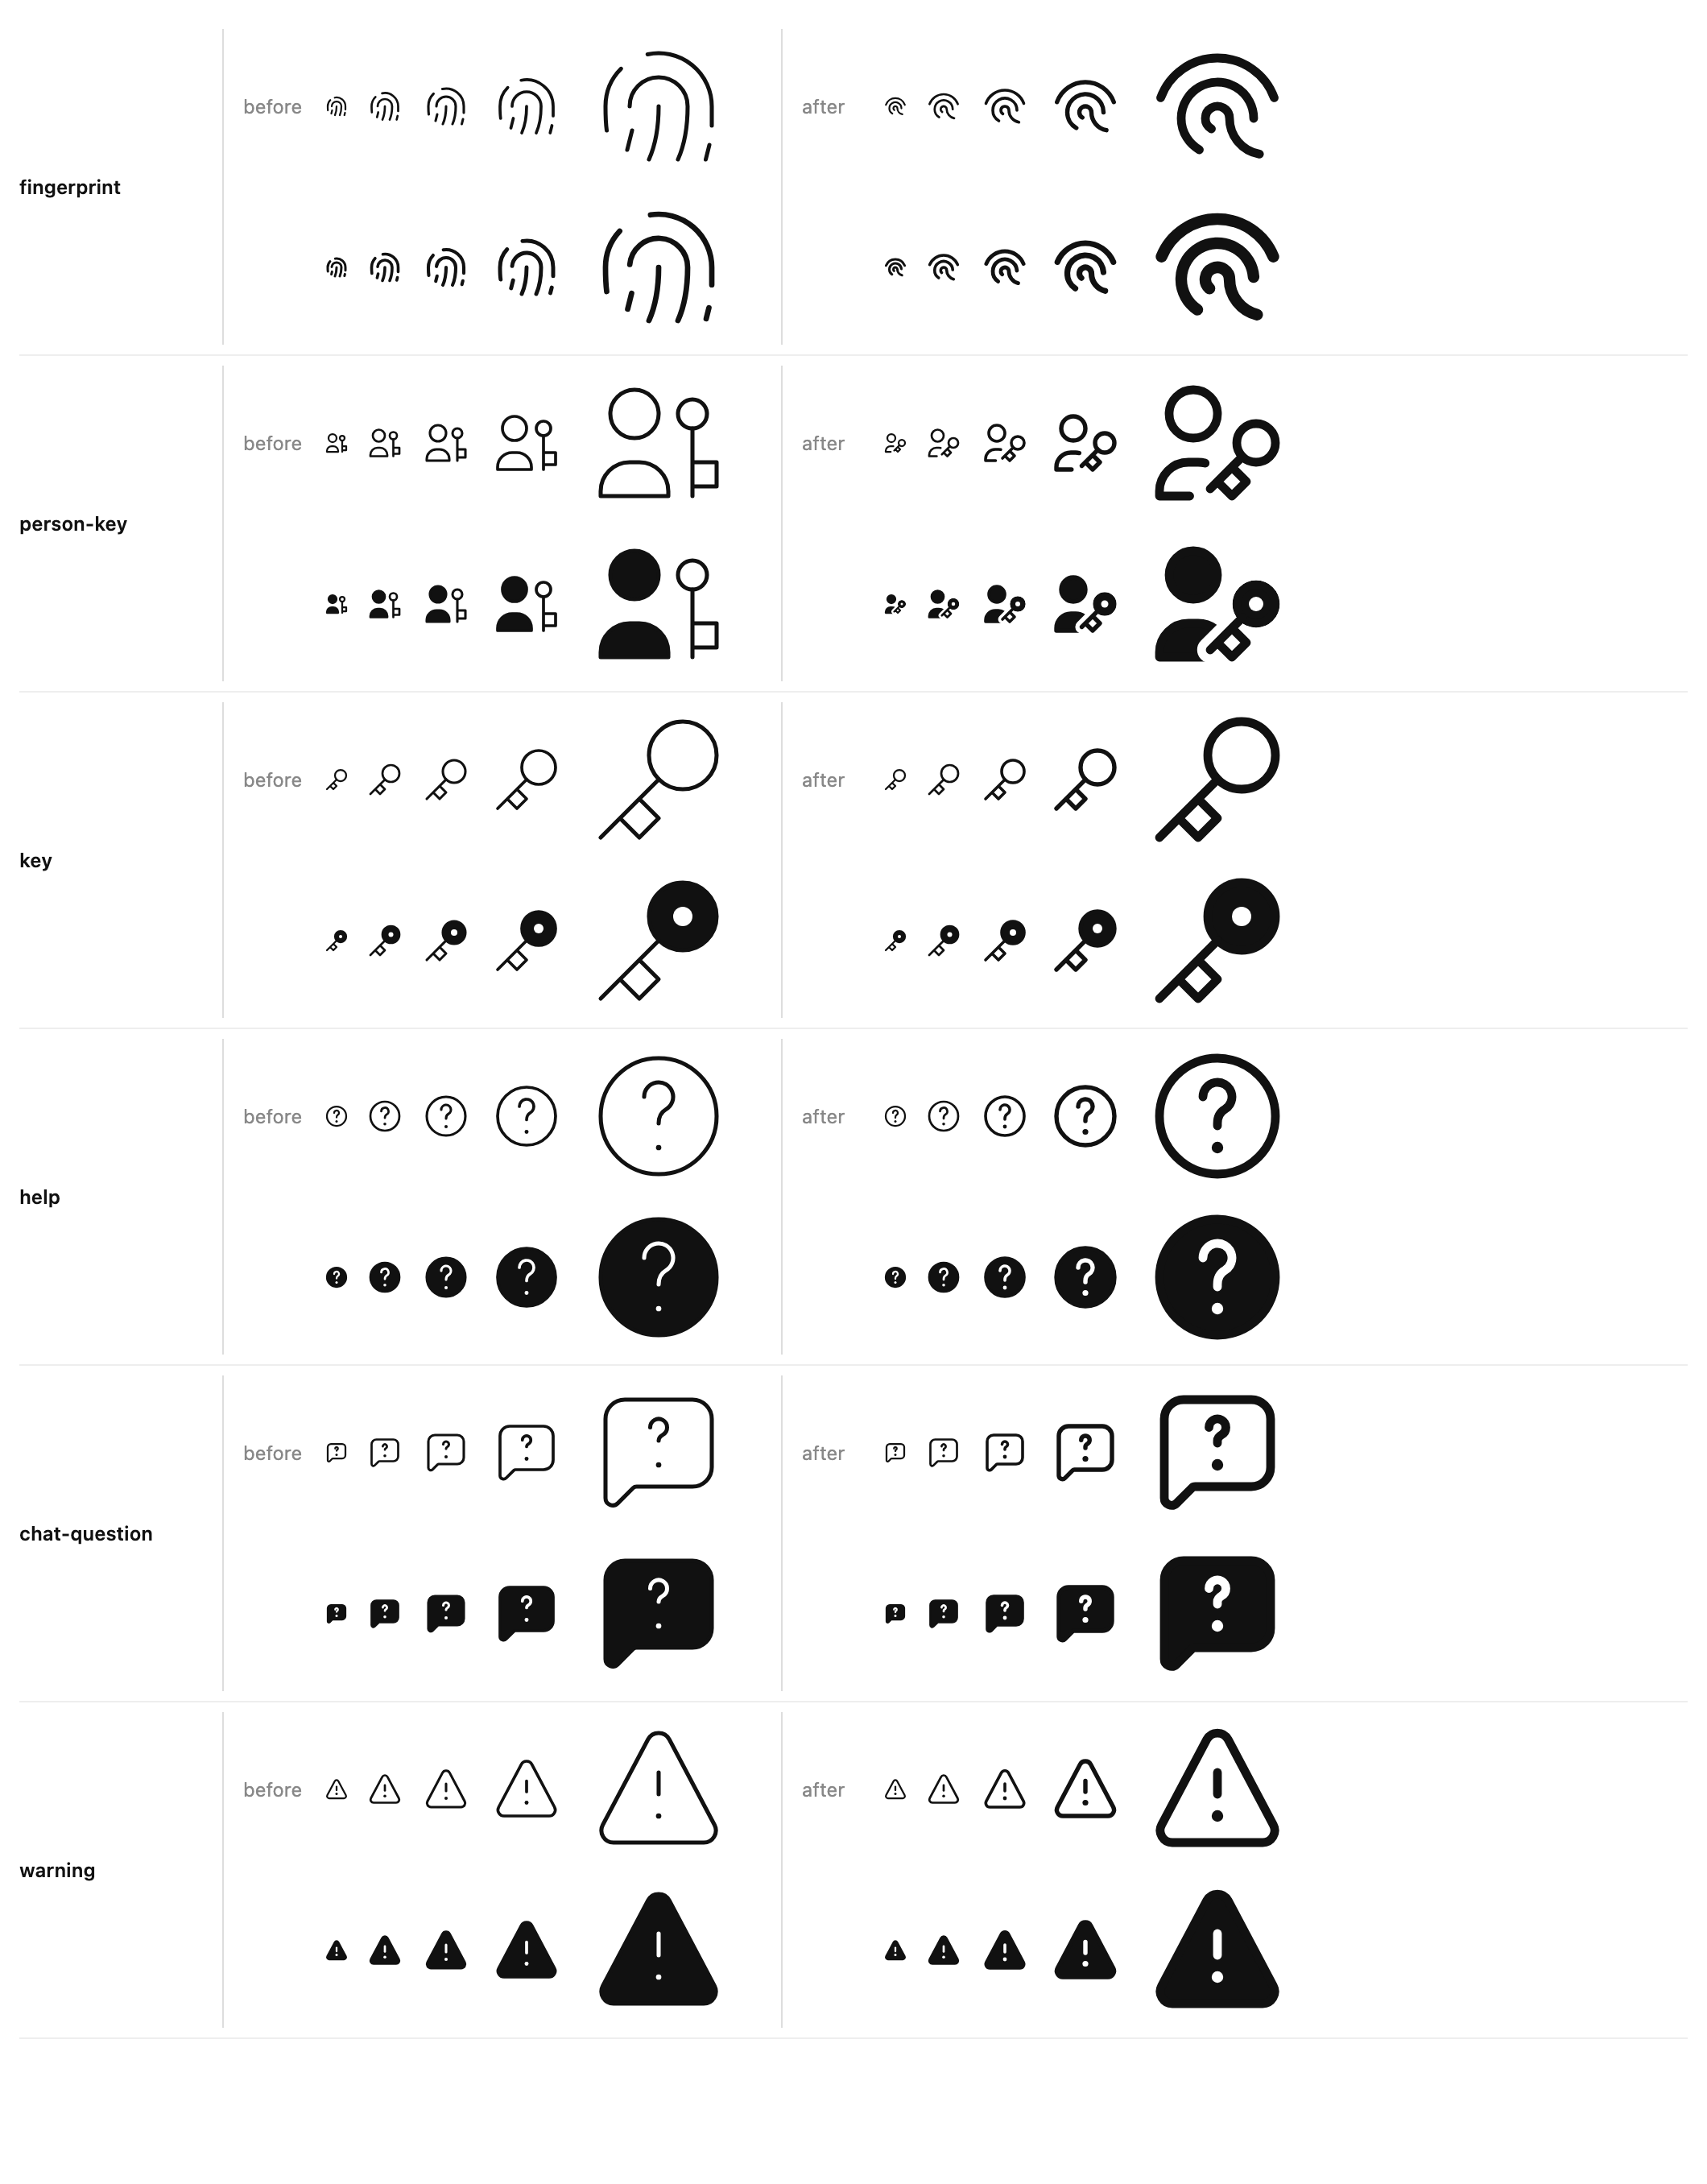 before
after
fingerprint
before
after
person-key
before
after
key
before
after
help
before
after
chat-question
before
after
warning